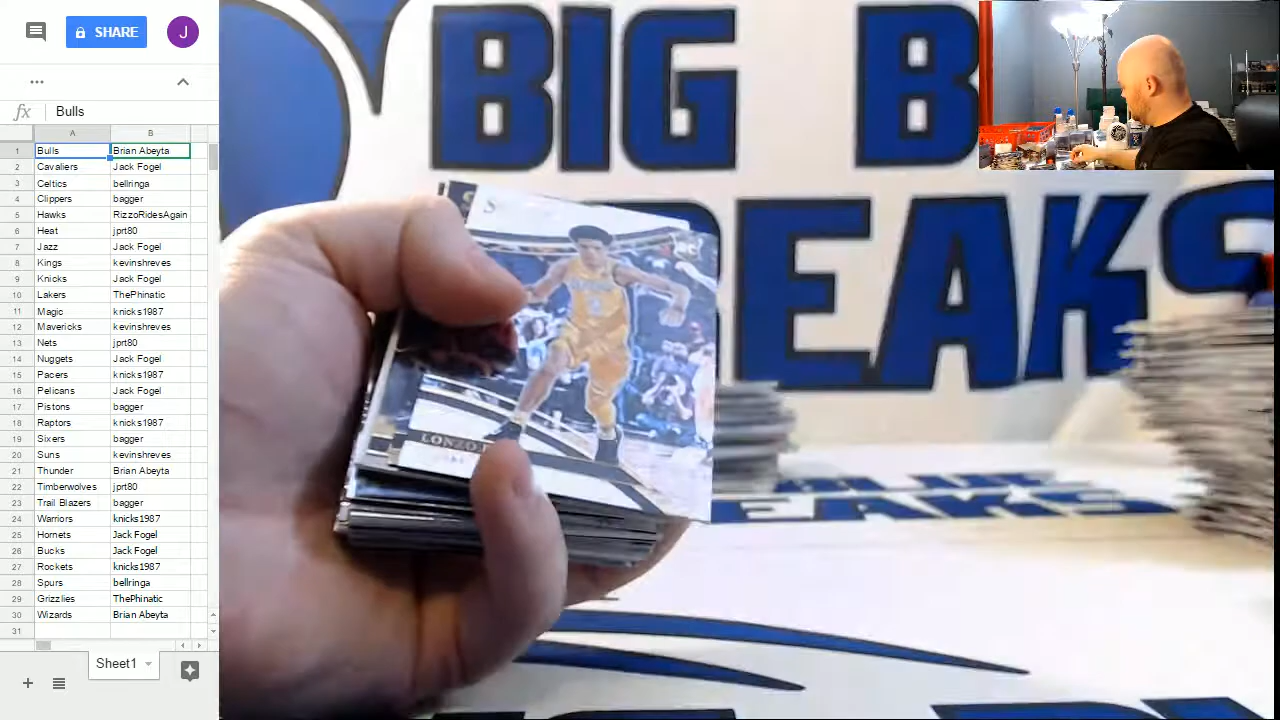 SHARE
J
...
fx Bulls
A B
1 Bulls Brian Abeyta
2 Cavaliers Jack Fogel
3 Celtics bellringa
4 Clippers bagger
5 Hawks RizzoRidesAgain
6 Heat jprt80
7 Jazz Jack Fogel
8 Kings kevinshreves
9 Knicks Jack Fogel
10 Lakers ThePhinatic
11 Magic knicks1987
12 Mavericks kevinshreves
13 Nets jprt80
14 Nuggets Jack Fogel
15 Pacers knicks1987
16 Pelicans Jack Fogel
17 Pistons bagger
18 Raptors knicks1987
19 Sixers bagger
20 Suns kevinshreves
21 Thunder Brian Abeyta
22 Timberwolves jprt80
23 Trail Blazers bagger
24 Warriors knicks1987
25 Hornets Jack Fogel
26 Bucks Jack Fogel
27 Rockets knicks1987
28 Spurs bellringa
29 Grizzlies ThePhinatic
30 Wizards Brian Abeyta
31
Sheet1
BIG B
REAKS
S
RC
LONZO
EAKS